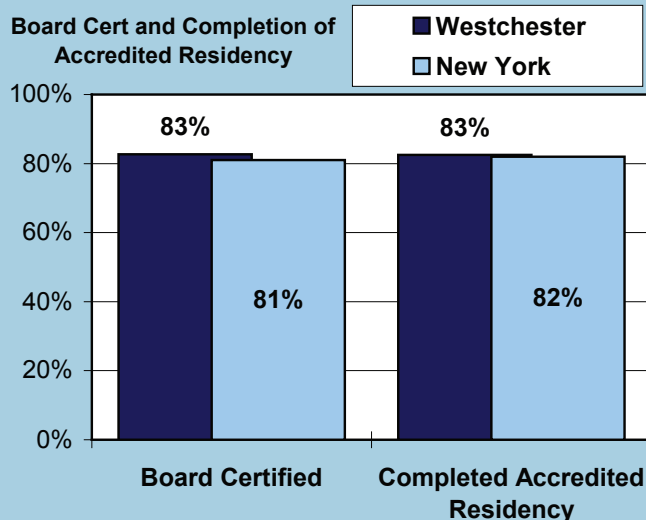 Board Cert and Completion of
Accredited Residency
Westchester
New York
100%
80%
60%
40%
20%
0%
83%
81%
83%
82%
Board Certified
Completed Accredited
Residency